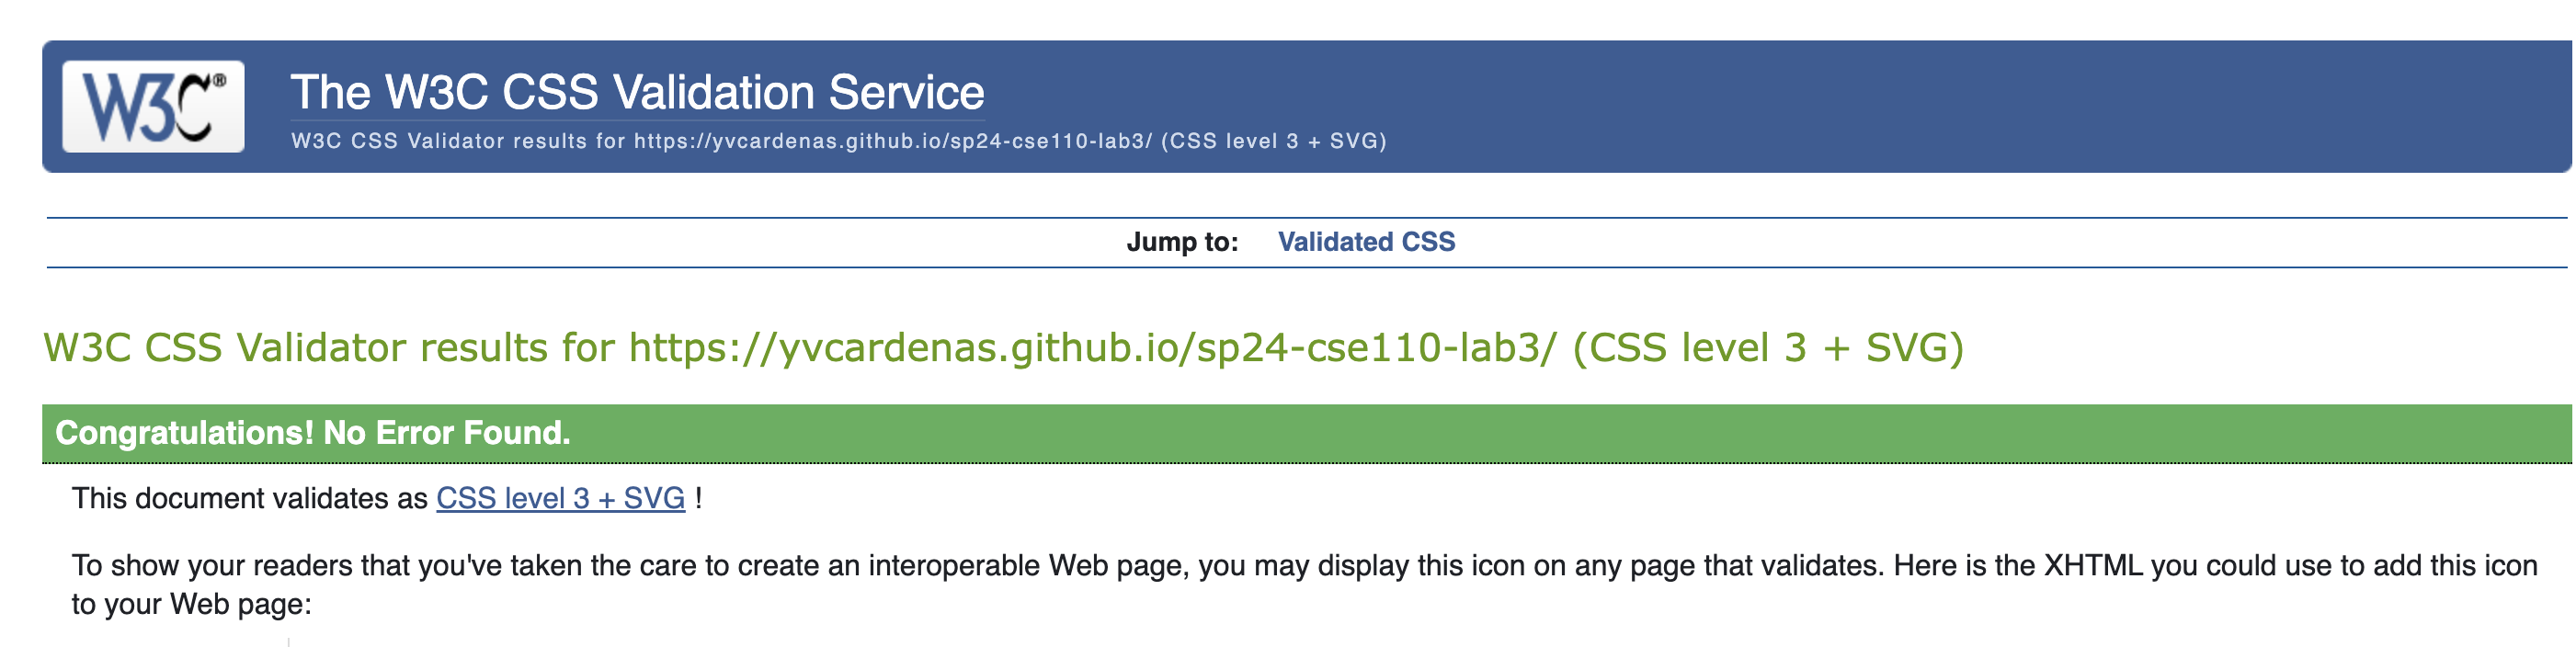 W3C®
The W3C CSS Validation Service
W3C CSS Validator results for https://yvcardenas.github.io/sp24-cse110-lab3/ (CSS level 3 + SVG)
Jump to: Validated CSS
W3C CSS Validator results for https://yvcardenas.github.io/sp24-cse110-lab3/ (CSS level 3 + SVG)
Congratulations! No Error Found.
This document validates as CSS level 3 + SVG !
To show your readers that you've taken the care to create an interoperable Web page, you may display this icon on any page that validates. Here is the XHTML you could use to add this icon
to your Web page: